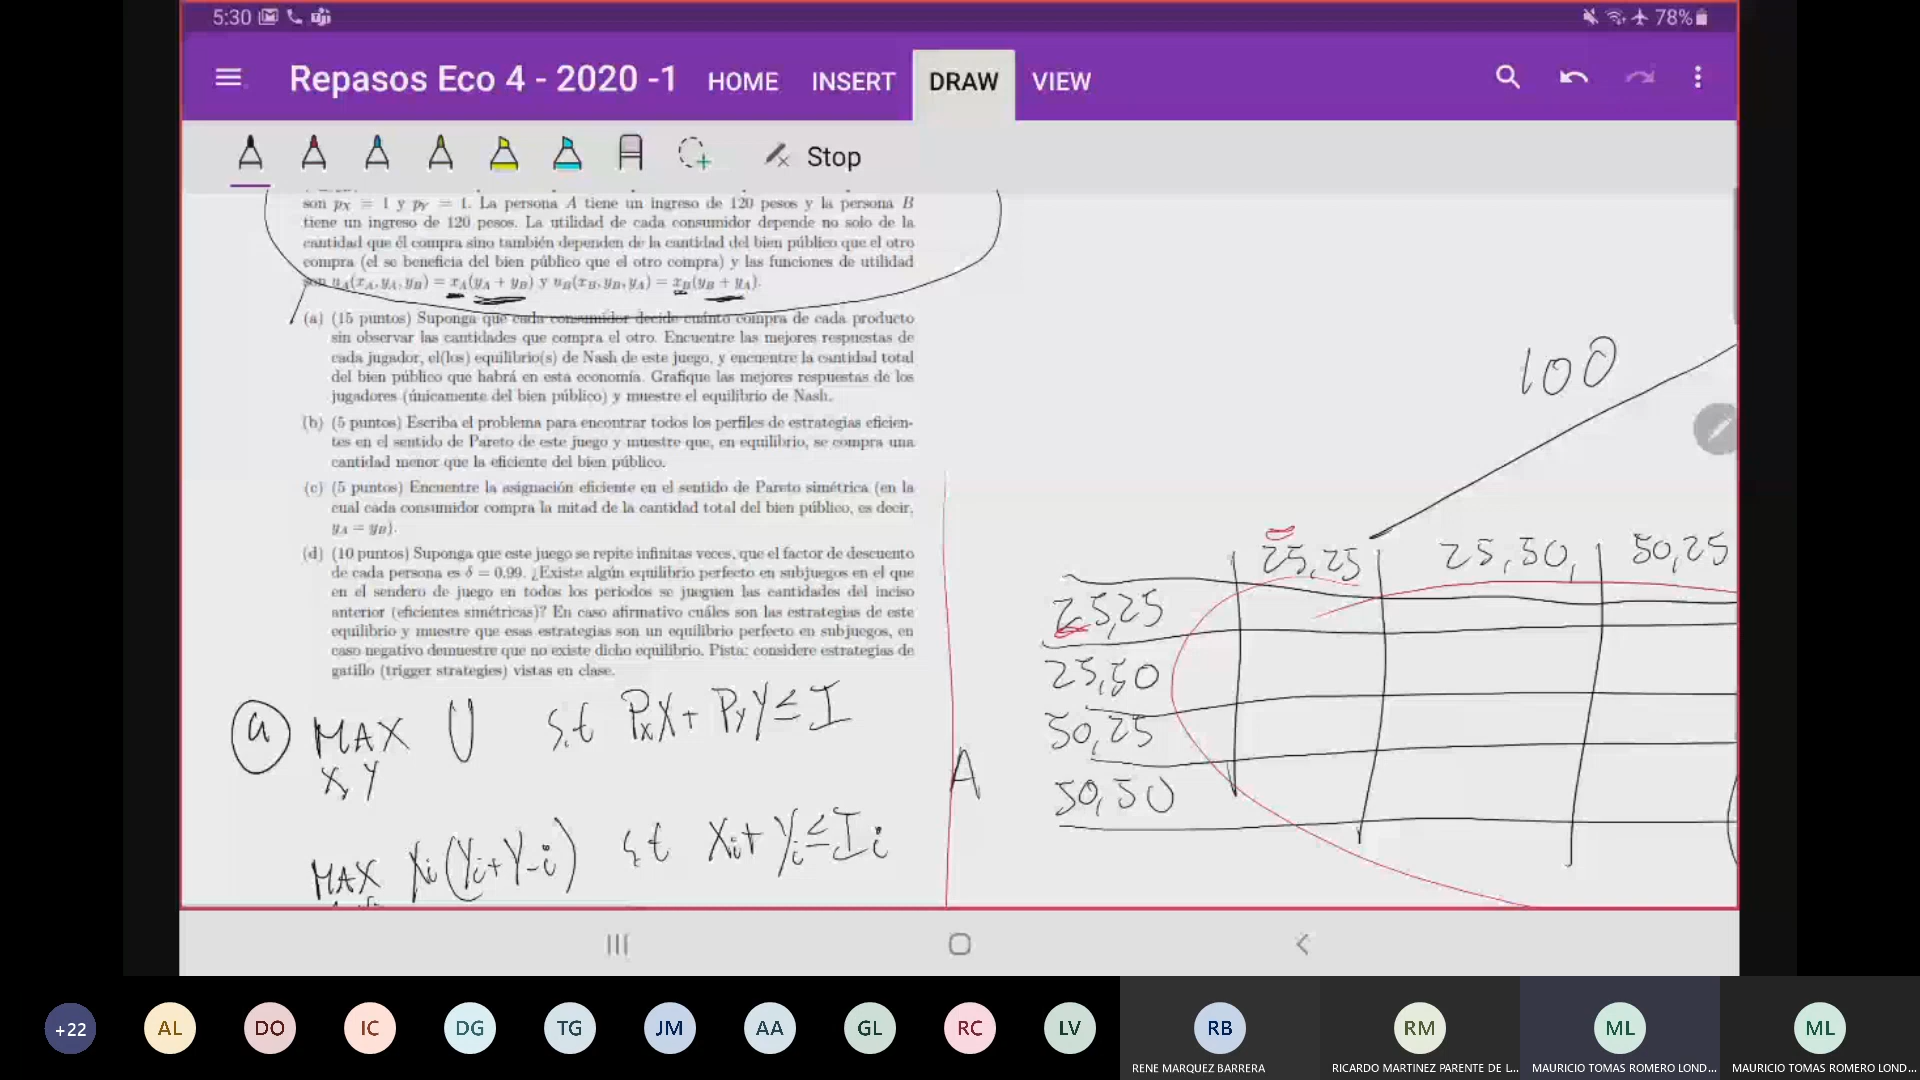 5:30 78%
Repasos Eco 4 - 2020 -1 HOME INSERT DRAW VIEW
Stop
son pX = 1 y pY = 1. La persona A tiene un ingreso de 120 pesos y la persona B
tiene un ingreso de 120 pesos. La utilidad de cada consumidor depende no solo de la
cantidad que él compra sino también dependen de la cantidad del bien público que el otro
compra (el se beneficia del bien público que el otro compra) y las funciones de utilidad
son uA(xA, yA, yB) = xA(yA + yB) y uB(xB, yB, yA) = xB(yB + yA).
(a) (15 puntos) Suponga que cada consumidor decide cuánto compra de cada producto
sin observar las cantidades que compra el otro. Encuentre las mejores respuestas de
cada jugador, el(los) equilibrio(s) de Nash de este juego, y encuentre la cantidad total
del bien público que habrá en esta economía. Grafique las mejores respuestas de los
jugadores (únicamente del bien público) y muestre el equilibrio de Nash.
(b) (5 puntos) Escriba el problema para encontrar todos los perfiles de estrategias eficien-
tes en el sentido de Pareto de este juego y muestre que, en equilibrio, se compra una
cantidad menor que la eficiente del bien público.
(c) (5 puntos) Encuentre la asignación eficiente en el sentido de Pareto simétrica (en la
cual cada consumidor compra la mitad de la cantidad total del bien público, es decir,
yA = yB).
(d) (10 puntos) Suponga que este juego se repite infinitas veces, que el factor de descuento
de cada persona es δ = 0.99. ¿Existe algún equilibrio perfecto en subjuegos en el que
en el sendero de juego en todos los periodos se jueguen las cantidades del inciso
anterior (eficientes simétricas)? En caso afirmativo cuáles son las estrategias de este
equilibrio y muestre que esas estrategias son un equilibrio perfecto en subjuegos, en
caso negativo demuestre que no existe dicho equilibrio. Pista: considere estrategias de
gatillo (trigger strategies) vistas en clase.
a MAX U s.t PxX + PyY ≤ I
X, Y
MAX Xi(Yi+Y-i) s.t Xi + Yi ≤ Ii
100
25,25 25,50, 50,25
25,25
25,50
50,25
A
50,50
+22 AL DO IC DG TG JM AA GL RC LV RB RM ML ML
RENE MARQUEZ BARRERA RICARDO MARTINEZ PARENTE DE L... MAURICIO TOMAS ROMERO LOND... MAURICIO TOMAS ROMERO LOND...